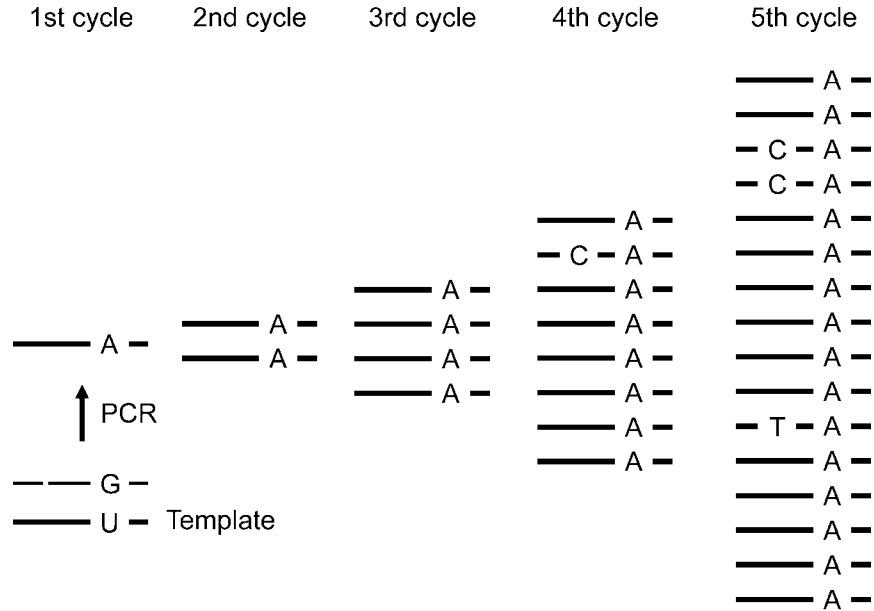 1st cycle 2nd cycle 3rd cycle 4th cycle 5th cycle
A
A
C A
C A
A A
C A A
A A A
A A A
A A A A
A A A
A A A
PCR A T A
A A
G A
U Template A
A
A